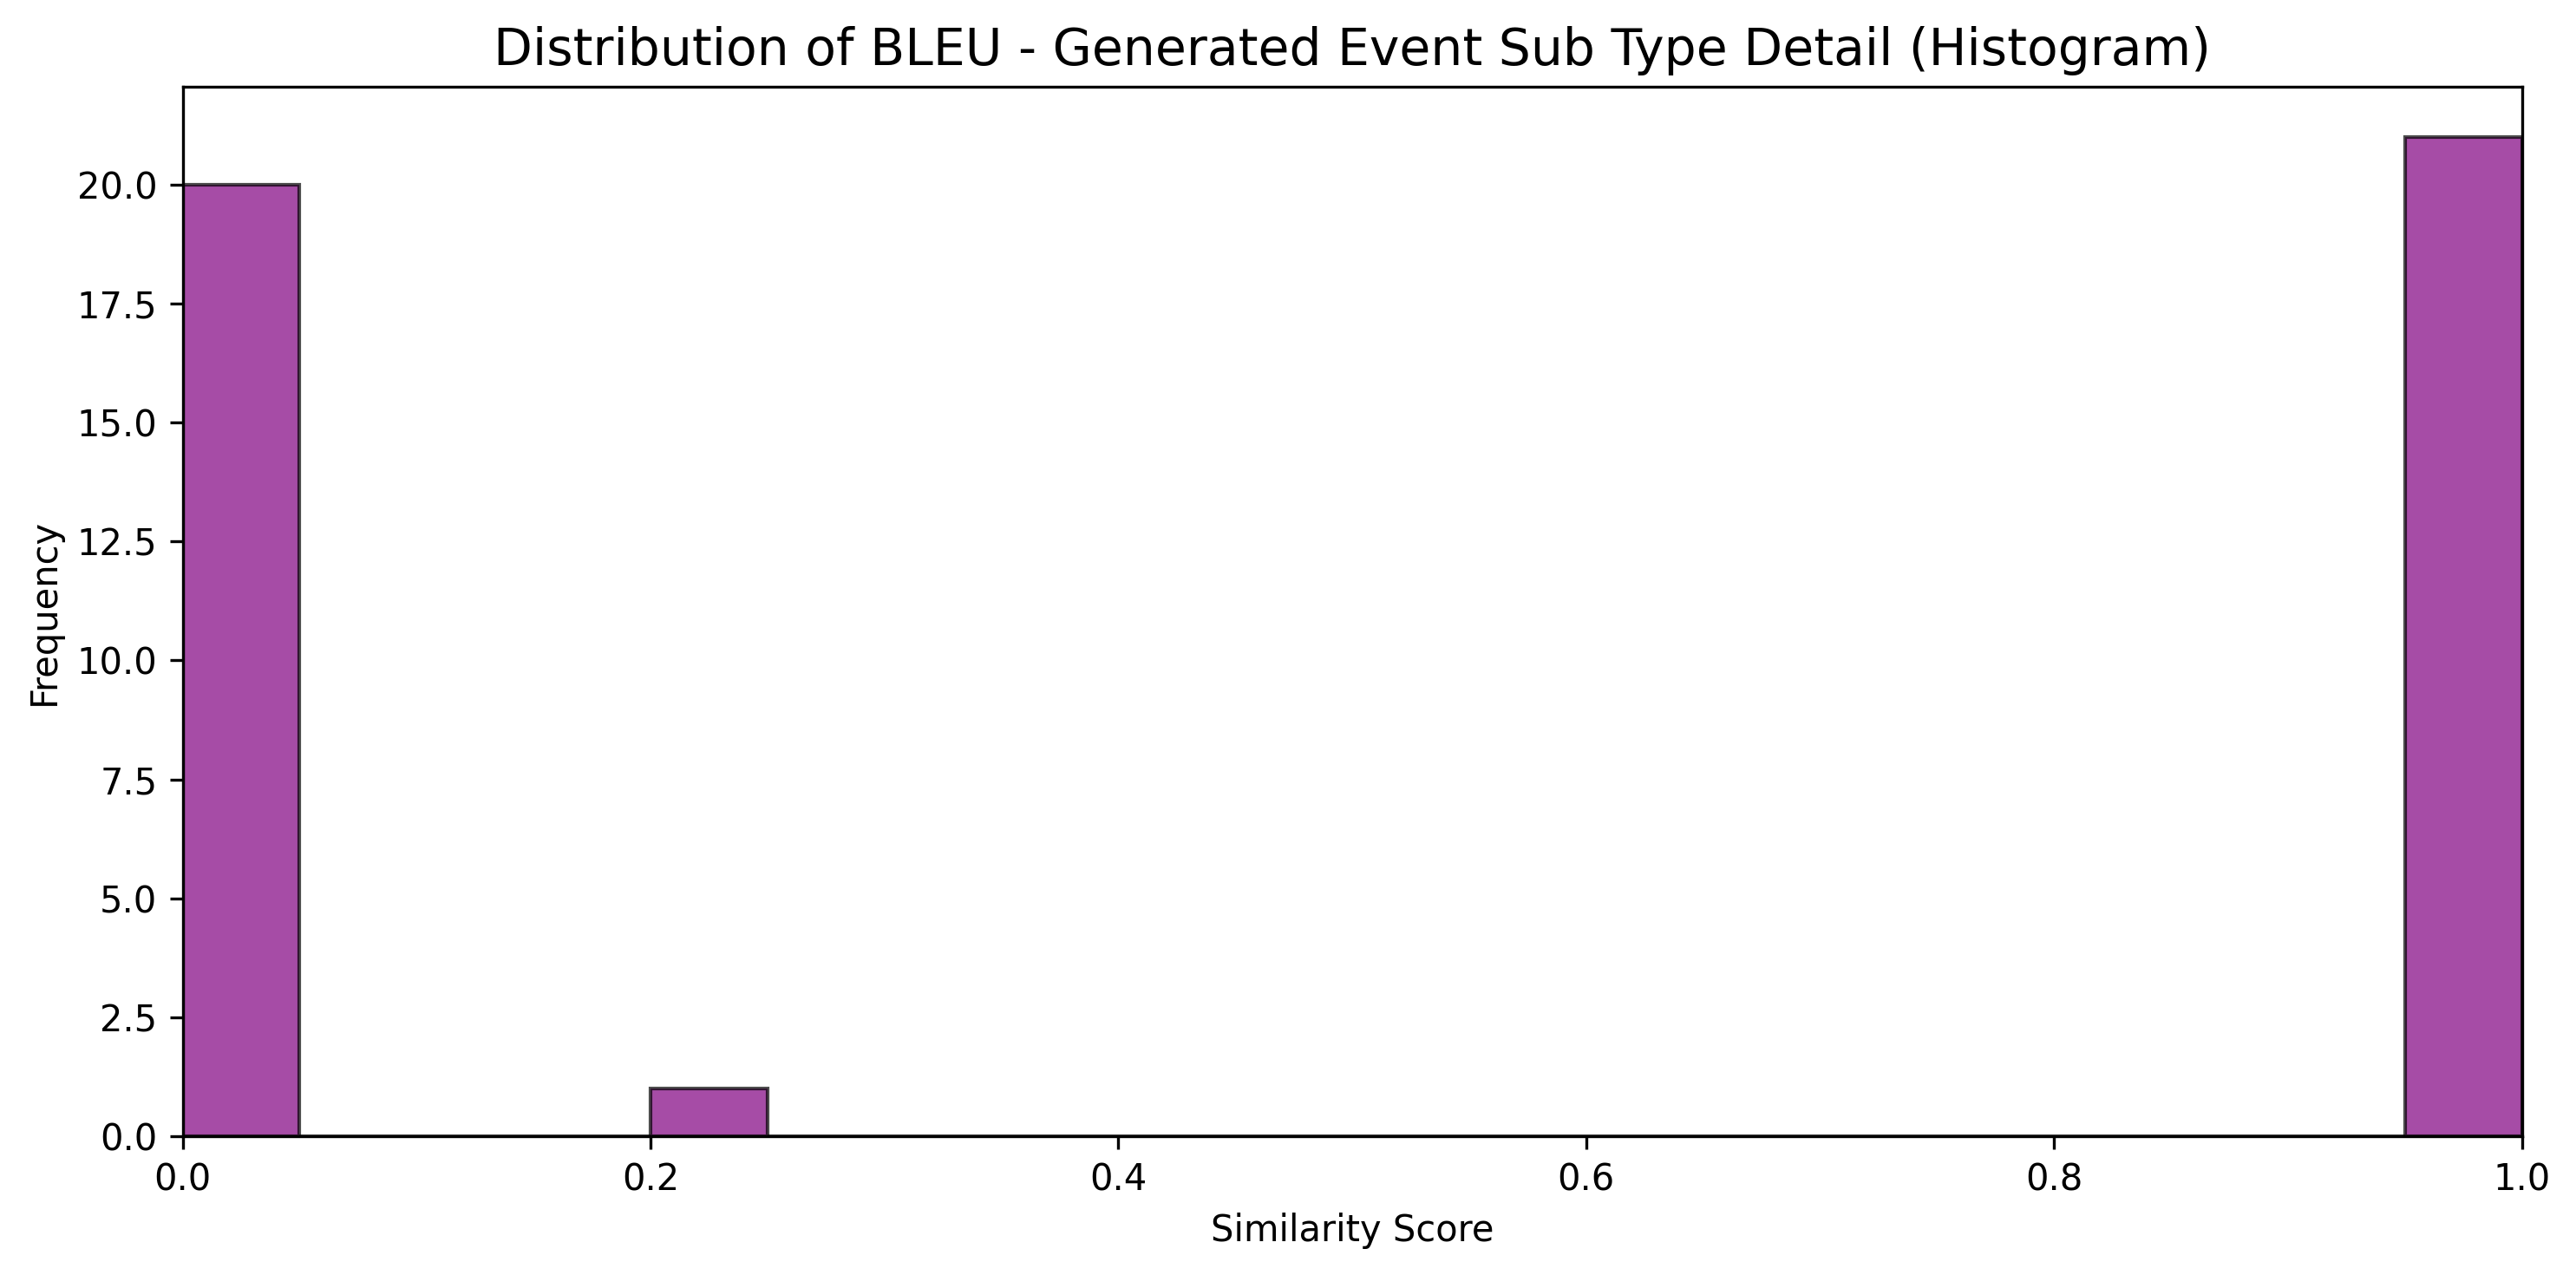 Distribution of BLEU - Generated Event Sub Type Detail (Histogram)
Frequency
20.0
17.5
15.0
12.5
10.0
7.5
5.0
2.5
0.0
0.0 0.2 0.4 0.6 0.8 1.0
Similarity Score